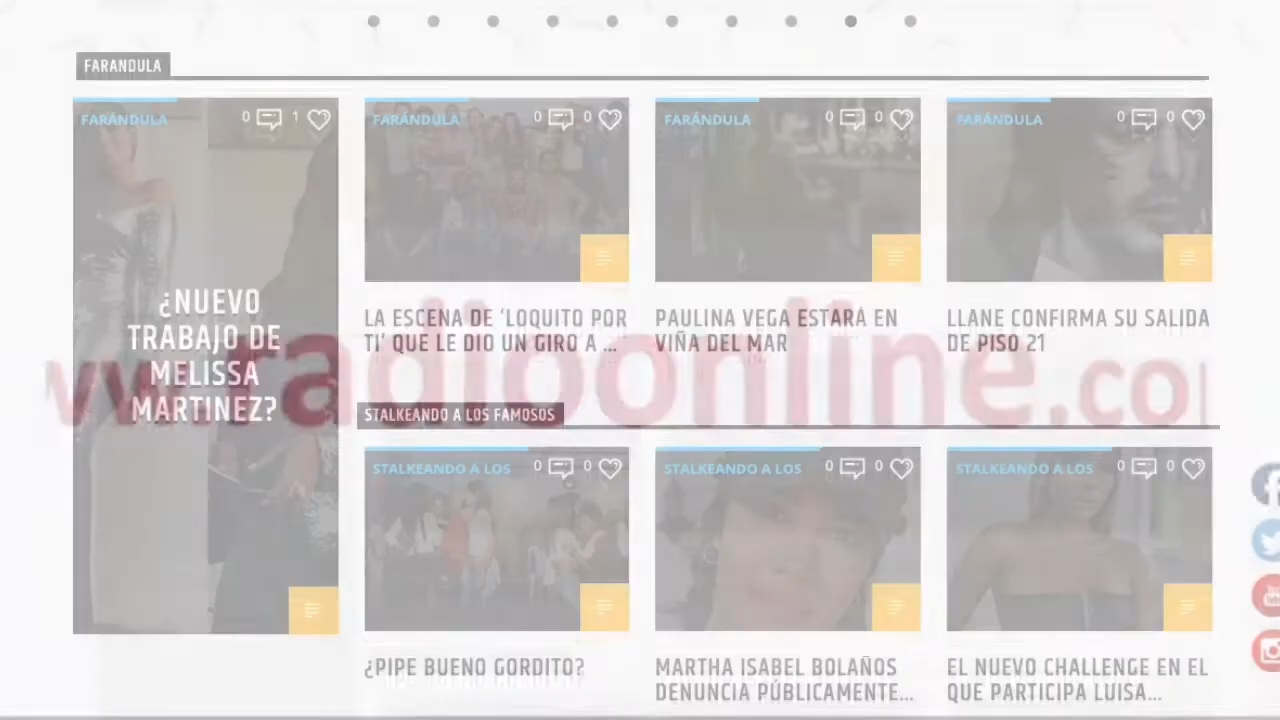 FARANDULA
FARÁNDULA
0 1
FARÁNDULA
0 0
FARÁNDULA
0 0
FARÁNDULA
0 0
¿NUEVO
TRABAJO DE
MELISSA
MARTINEZ?
LA ESCENA DE ‘LOQUITO POR
TI’ QUE LE DIO UN GIRO A ...
PAULINA VEGA ESTARÁ EN
VIÑA DEL MAR
LLANE CONFIRMA SU SALIDA
DE PISO 21
www.radioonline.co
STALKEANDO A LOS FAMOSOS
STALKEANDO A LOS
0 0
STALKEANDO A LOS
0 0
STALKEANDO A LOS
0 0
¿PIPE BUENO GORDITO?
MARTHA ISABEL BOLAÑOS
DENUNCIA PÚBLICAMENTE...
EL NUEVO CHALLENGE EN EL
QUE PARTICIPA LUISA...